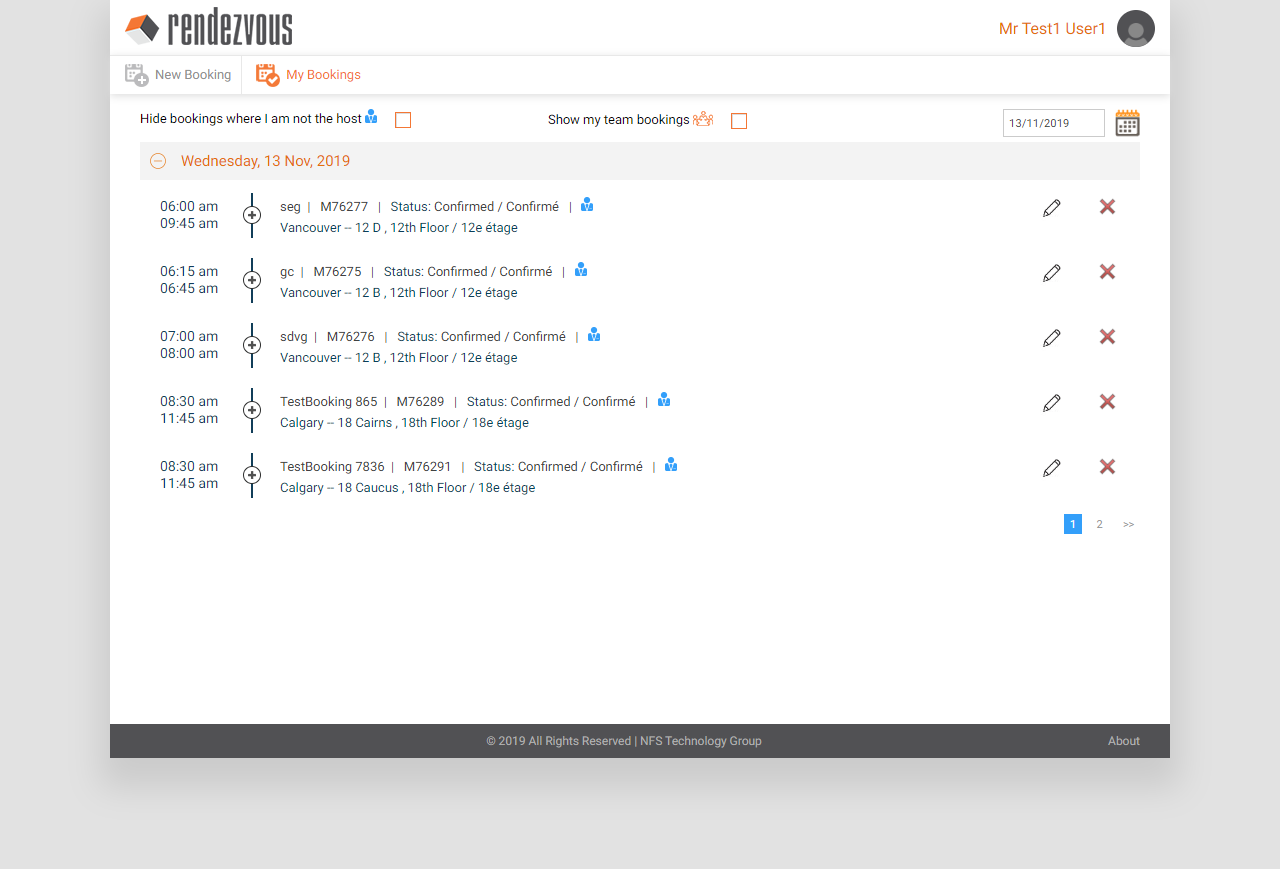 rendezvous
Mr Test1 User1
New Booking
My Bookings
Hide bookings where I am not the host
Show my team bookings
13/11/2019
Wednesday, 13 Nov, 2019
06:00 am
09:45 am
seg | M76277 | Status: Confirmed / Confirmé |
Vancouver -- 12 D , 12th Floor / 12e étage
06:15 am
06:45 am
gc | M76275 | Status: Confirmed / Confirmé |
Vancouver -- 12 B , 12th Floor / 12e étage
07:00 am
08:00 am
sdvg | M76276 | Status: Confirmed / Confirmé |
Vancouver -- 12 B , 12th Floor / 12e étage
08:30 am
11:45 am
TestBooking 865 | M76289 | Status: Confirmed / Confirmé |
Calgary -- 18 Cairns , 18th Floor / 18e étage
08:30 am
11:45 am
TestBooking 7836 | M76291 | Status: Confirmed / Confirmé |
Calgary -- 18 Caucus , 18th Floor / 18e étage
1 2 >>
© 2019 All Rights Reserved | NFS Technology Group
About